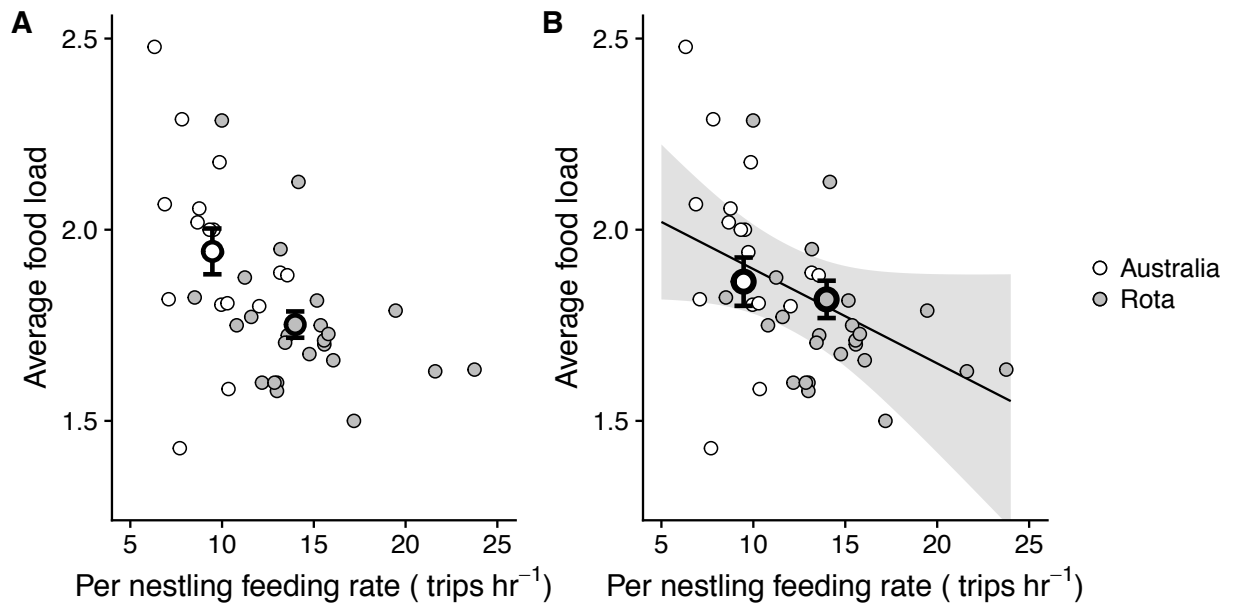 A
2.5
2.0
1.5
Average food load
5 10 15 20 25
Per nestling feeding rate ( trips hr⁻¹)
B
2.5
2.0
1.5
Average food load
5 10 15 20 25
Per nestling feeding rate ( trips hr⁻¹)
Australia
Rota